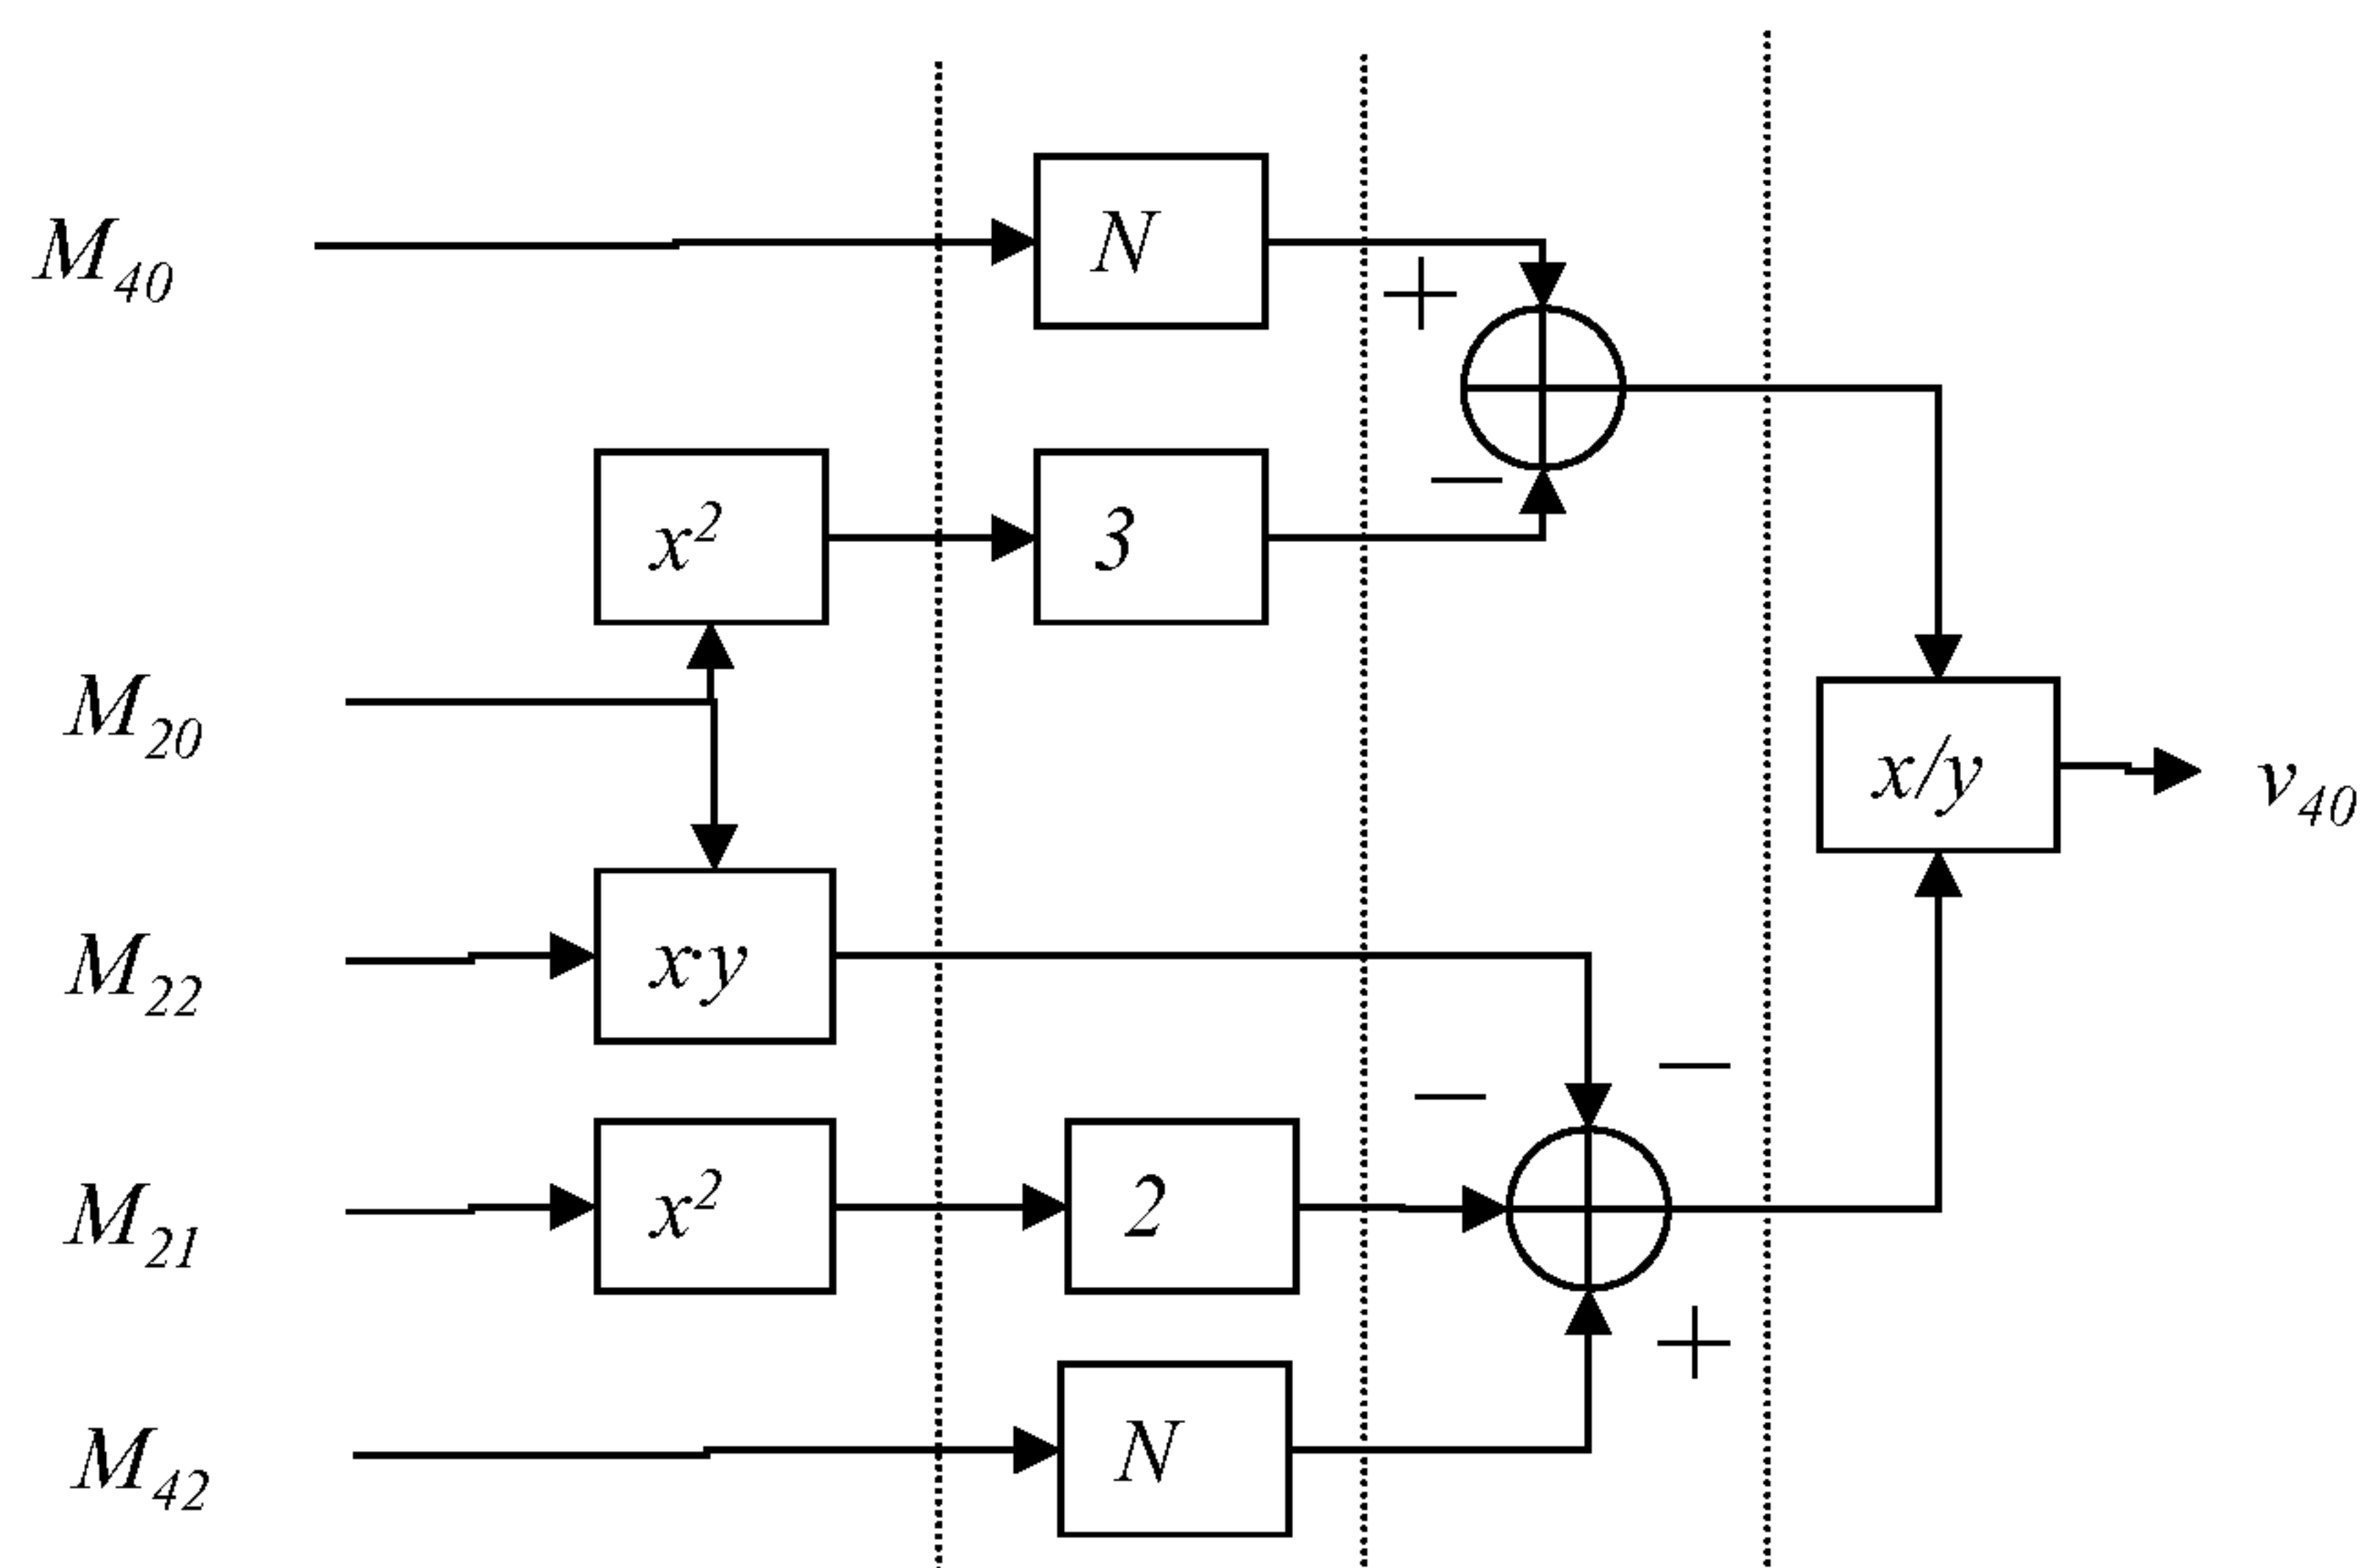 M₄₀
N
+
x²
3
−
M₂₀
x/y
v₄₀
M₂₂
x·y
−
−
M₂₁
x²
2
+
M₄₂
N